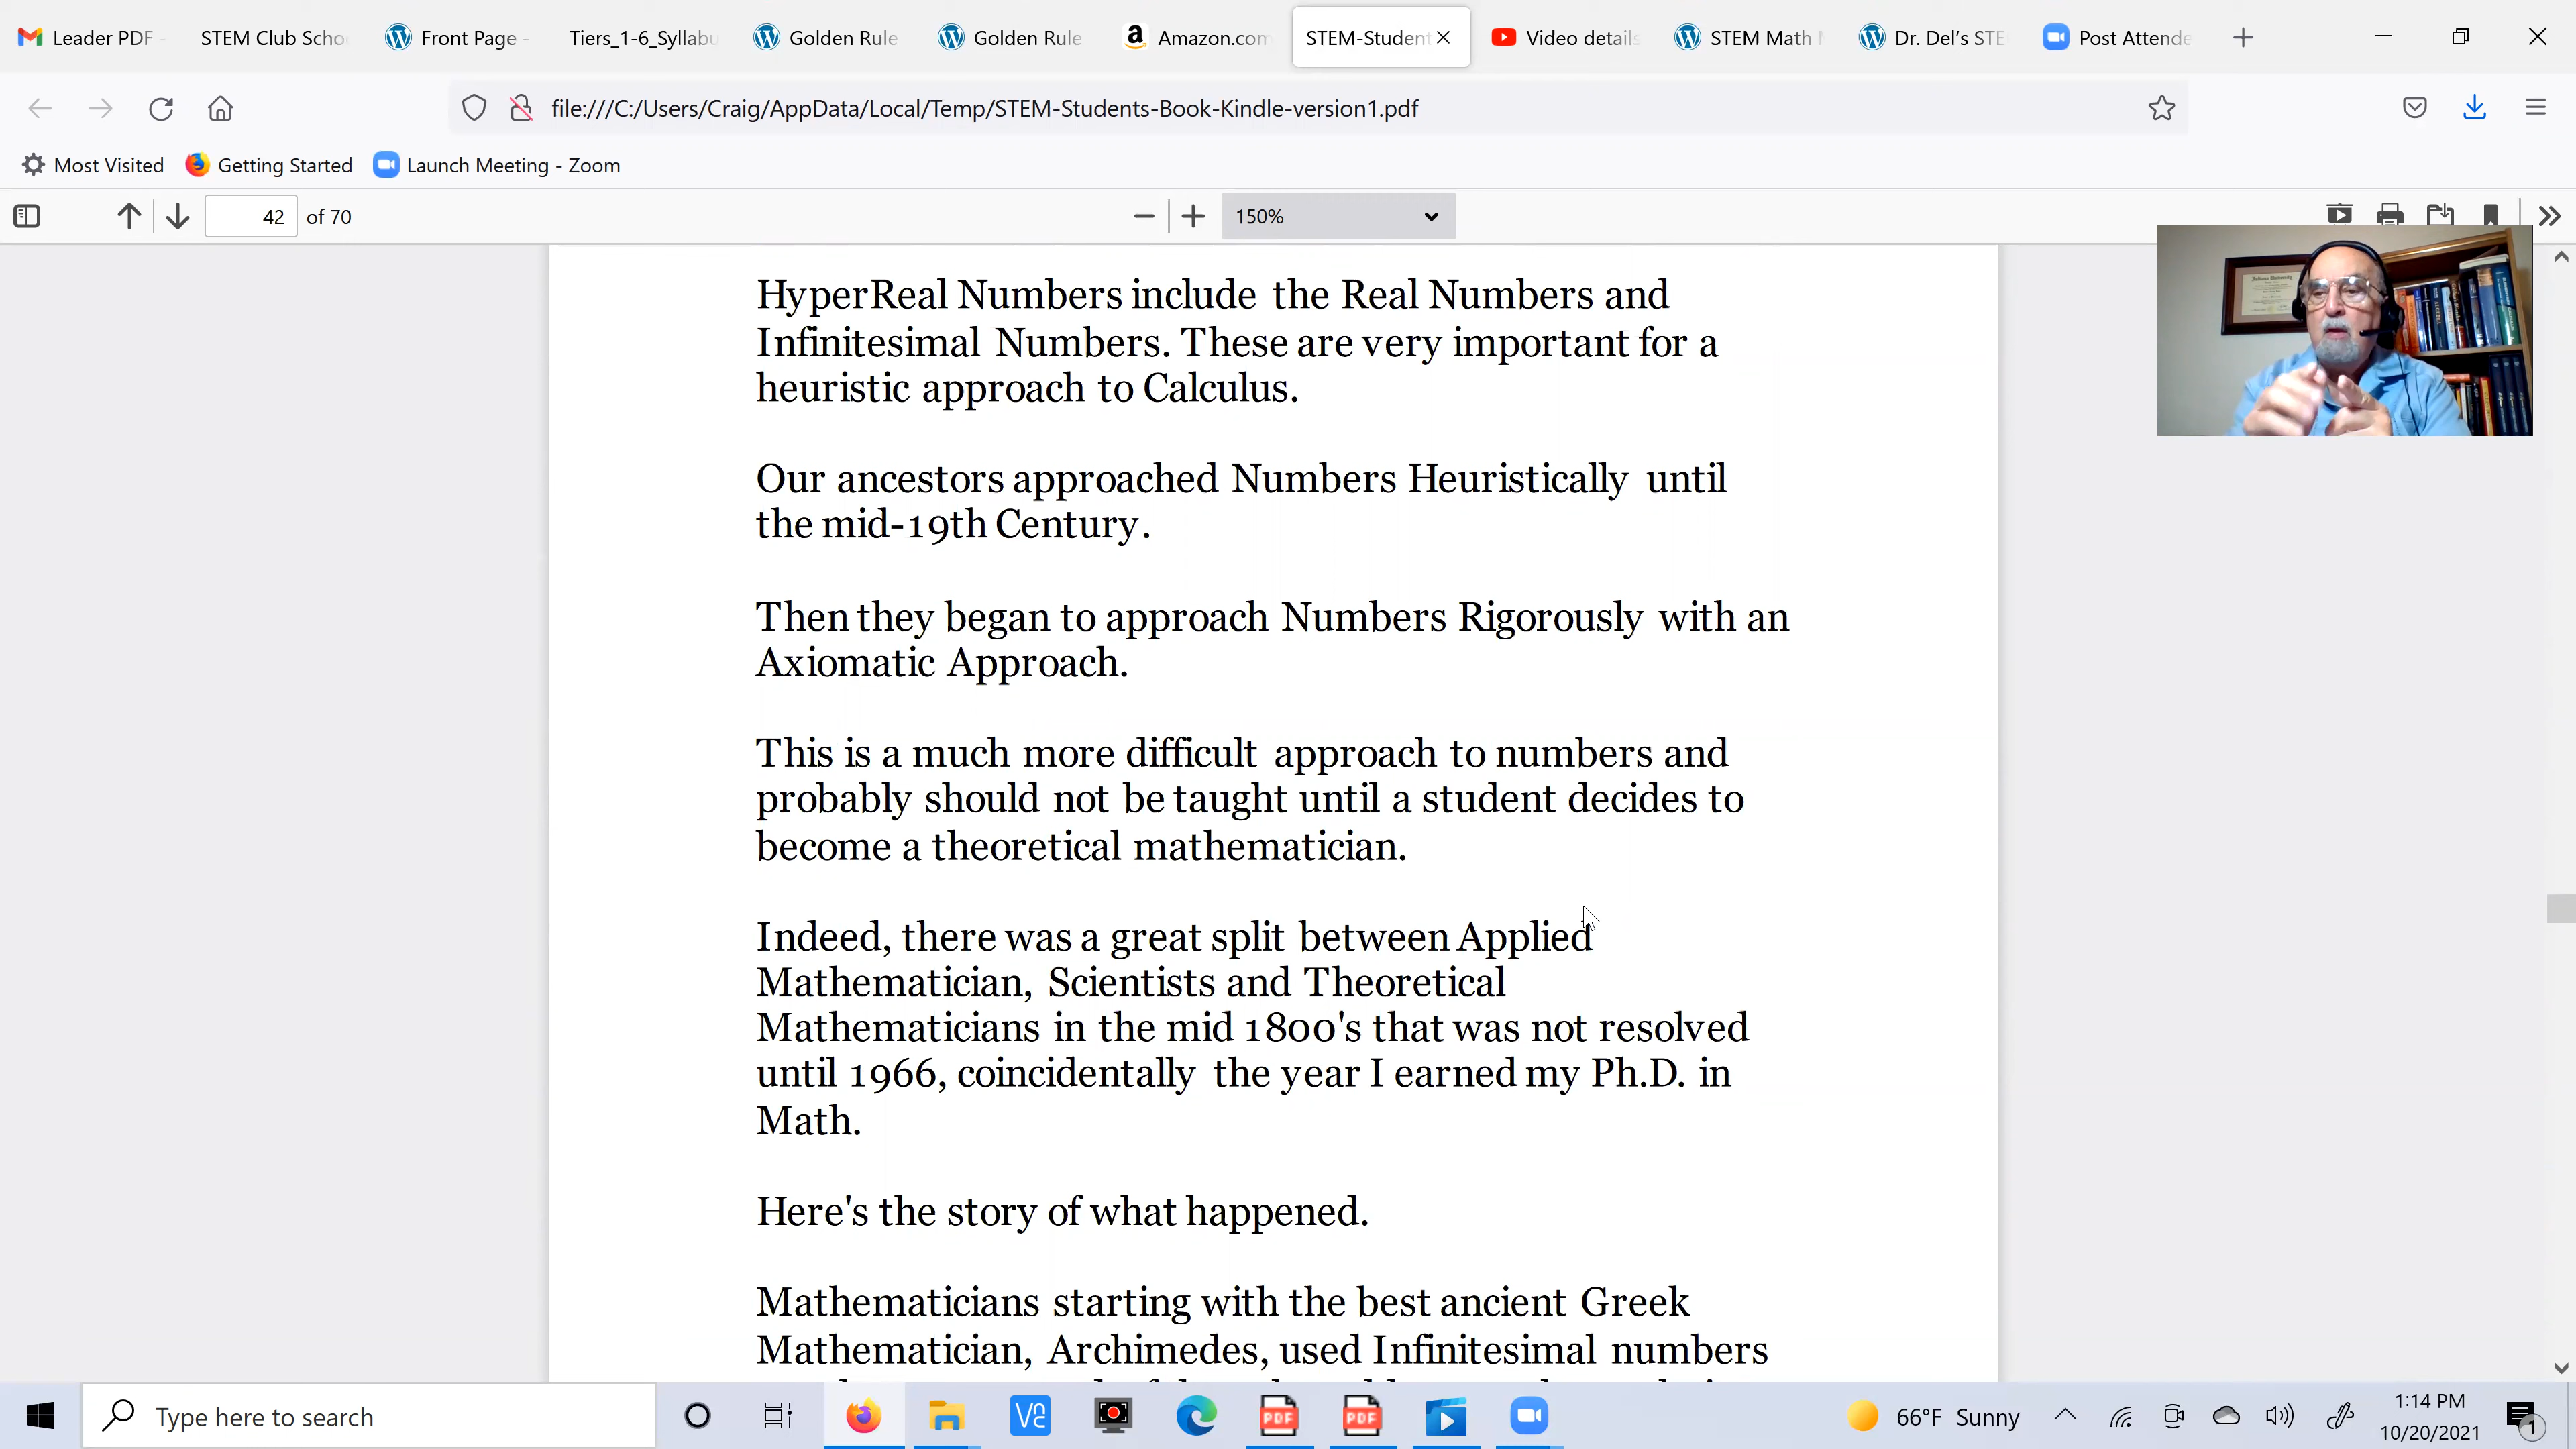 Leader PDF -
STEM Club Scho
Front Page -
Tiers_1-6_Syllabu
Golden Rule
Golden Rule
Amazon.com
STEM-Student
Video details
STEM Math
Dr. Del's STE
Post Attende
file:///C:/Users/Craig/AppData/Local/Temp/STEM-Students-Book-Kindle-version1.pdf
Most Visited
Getting Started
Launch Meeting - Zoom
42 of 70
150%
HyperReal Numbers include the Real Numbers and
Infinitesimal Numbers. These are very important for a
heuristic approach to Calculus.
Our ancestors approached Numbers Heuristically until
the mid-19th Century.
Then they began to approach Numbers Rigorously with an
Axiomatic Approach.
This is a much more difficult approach to numbers and
probably should not be taught until a student decides to
become a theoretical mathematician.
Indeed, there was a great split between Applied
Mathematician, Scientists and Theoretical
Mathematicians in the mid 1800's that was not resolved
until 1966, coincidentally the year I earned my Ph.D. in
Math.
Here's the story of what happened.
Mathematicians starting with the best ancient Greek
Mathematician, Archimedes, used Infinitesimal numbers
Type here to search
66°F Sunny
1:14 PM
10/20/2021
1